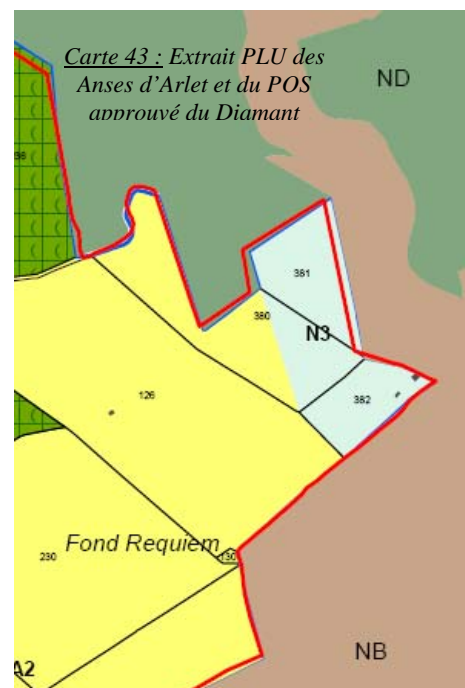 Carte 43 : Extrait PLU des
Anses d'Arlet et du POS
approuvé du Diamant
ND
36
381
380
N3
126
382
Fond Requiem
130
230
NB
A2